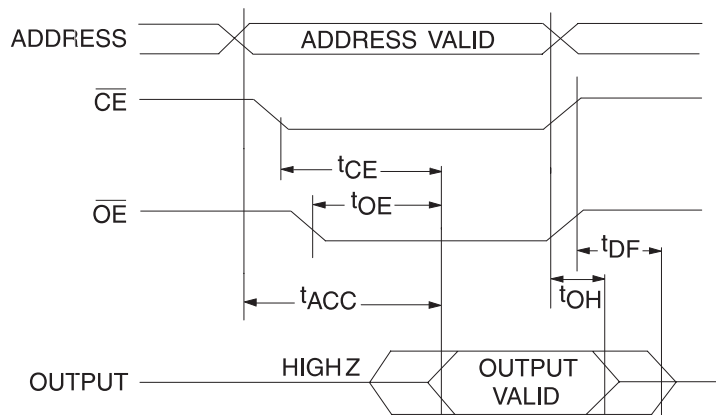 ADDRESS
ADDRESS VALID
CE
tCE
OE
tOE
tDF
tACC
tOH
OUTPUT
HIGH Z
OUTPUT
VALID